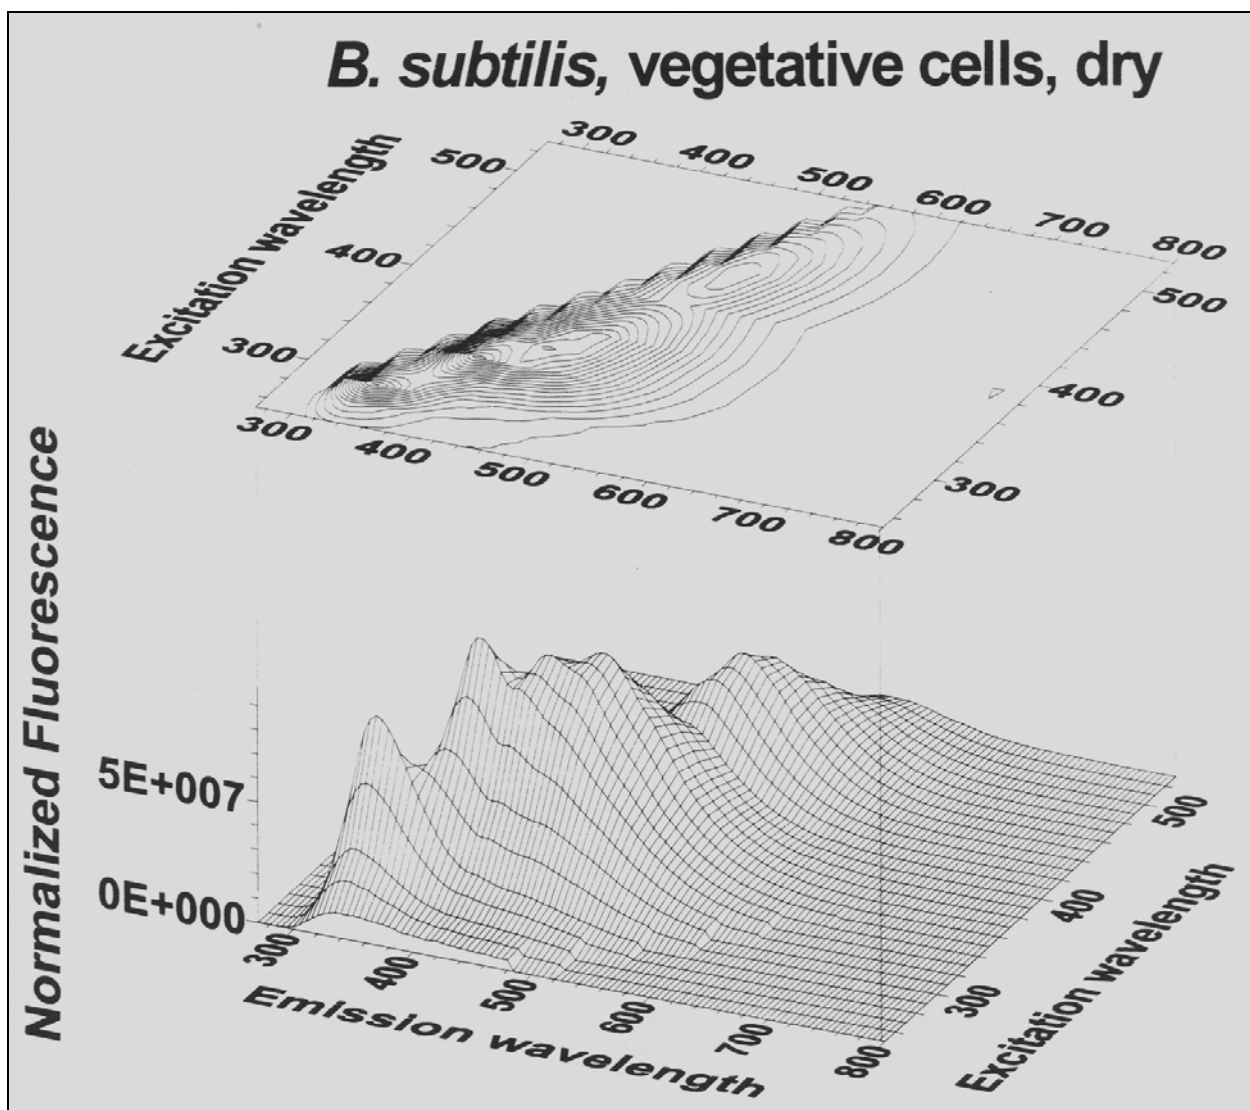 B. subtilis, vegetative cells, dry
300 400 500 600 700 800
Excitation wavelength
500
400
300
500
400
300
300 400 500 600 700 800
Normalized Fluorescence
5E+007
0E+000
300 400 500 600 700 800
Emission wavelength
500
400
300
Excitation wavelength